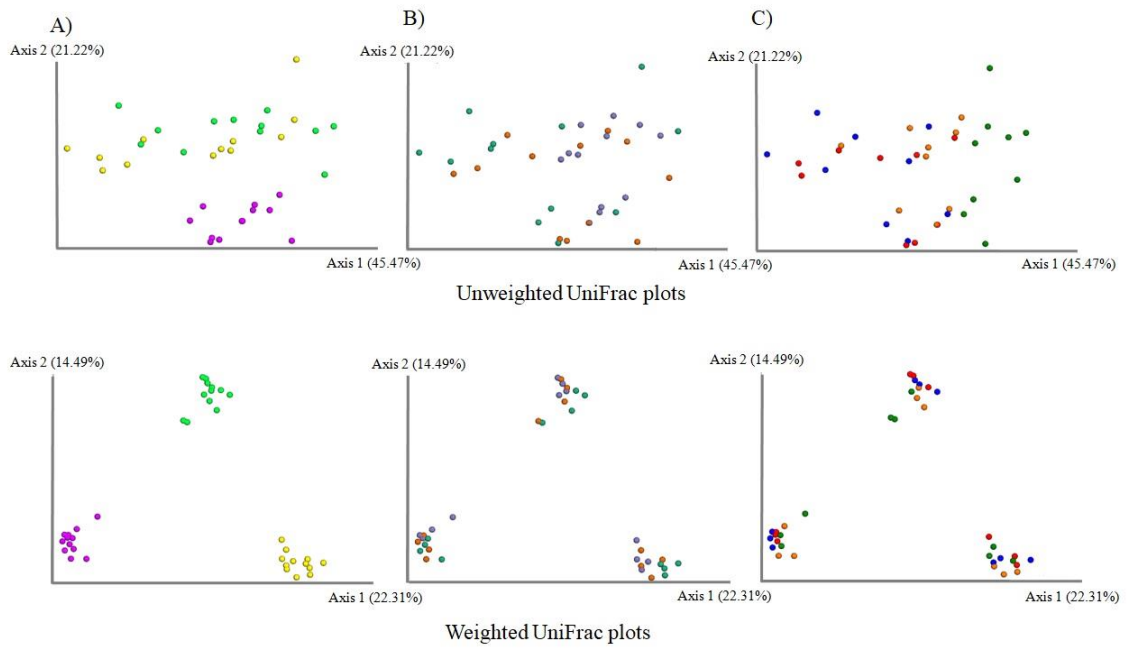 A)
B)
C)
Axis 2 (21.22%)
Axis 2 (21.22%)
Axis 2 (21.22%)
Axis 1 (45.47%)
Axis 1 (45.47%)
Axis 1 (45.47%)
Unweighted UniFrac plots
Axis 2 (14.49%)
Axis 2 (14.49%)
Axis 2 (14.49%)
Axis 1 (22.31%)
Axis 1 (22.31%)
Axis 1 (22.31%)
Weighted UniFrac plots